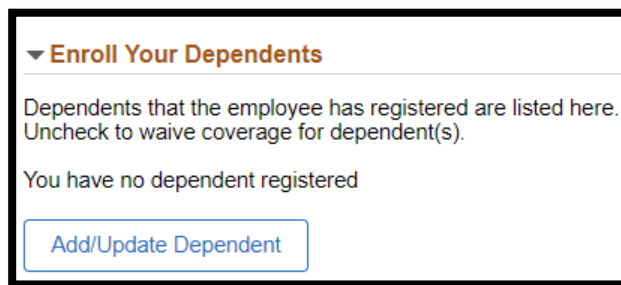 Enroll Your Dependents
Dependents that the employee has registered are listed here.
Uncheck to waive coverage for dependent(s).
You have no dependent registered
Add/Update Dependent